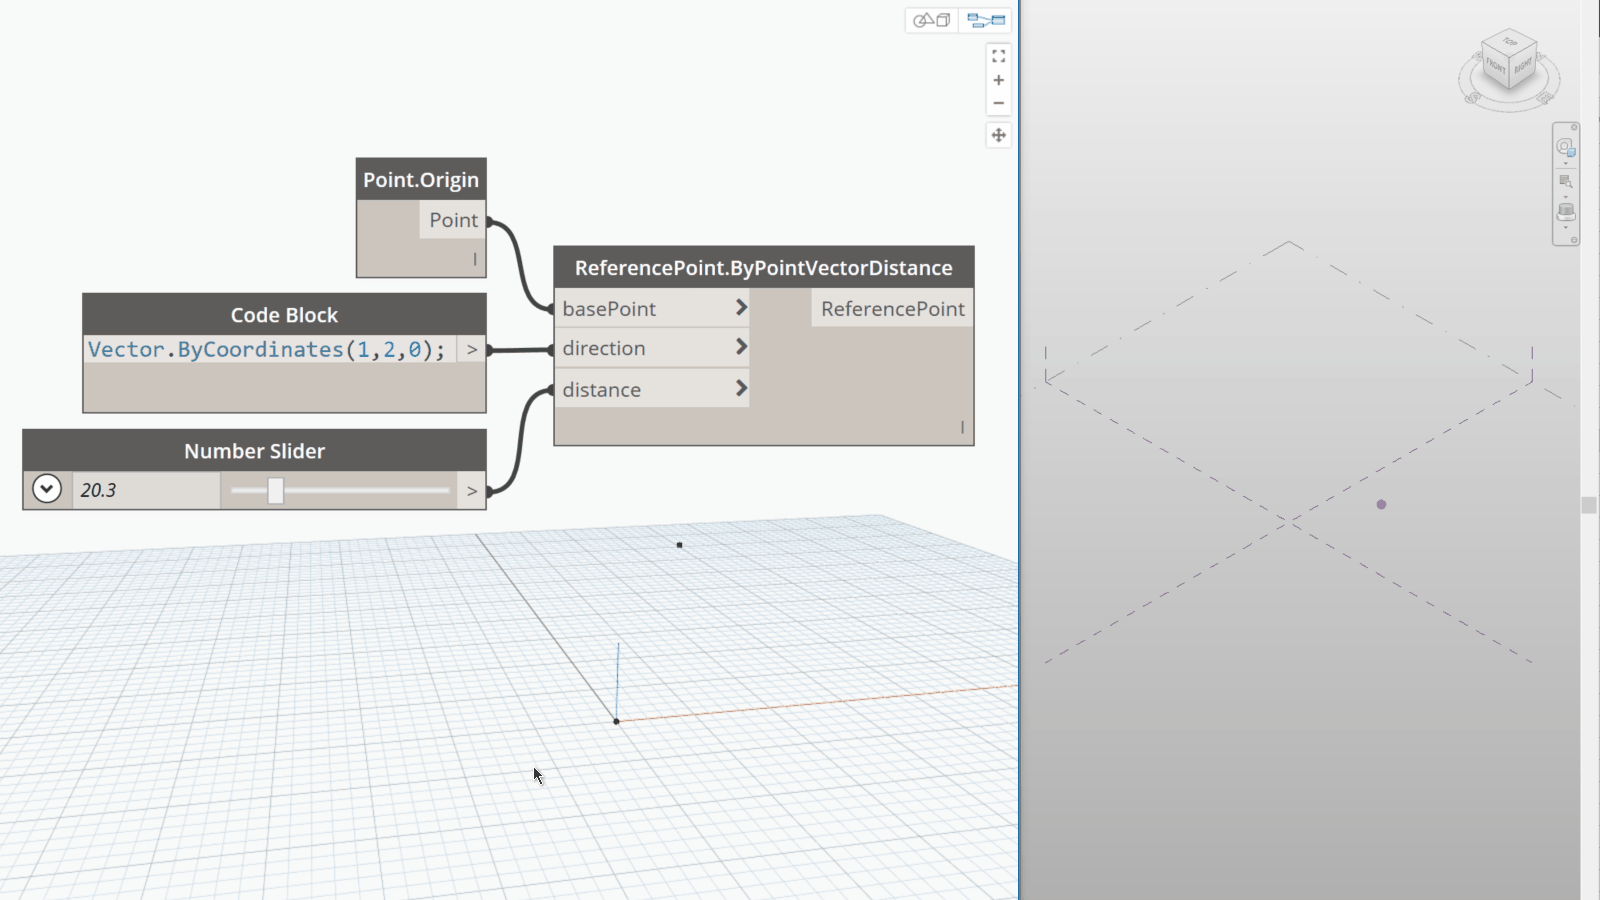 Point.Origin
Point
|
Code Block
Vector.ByCoordinates(1,2,0); >
Number Slider
20.3 >
ReferencePoint.ByPointVectorDistance
basePoint
direction
distance
ReferencePoint
|
TOP
FRONT
RIGHT